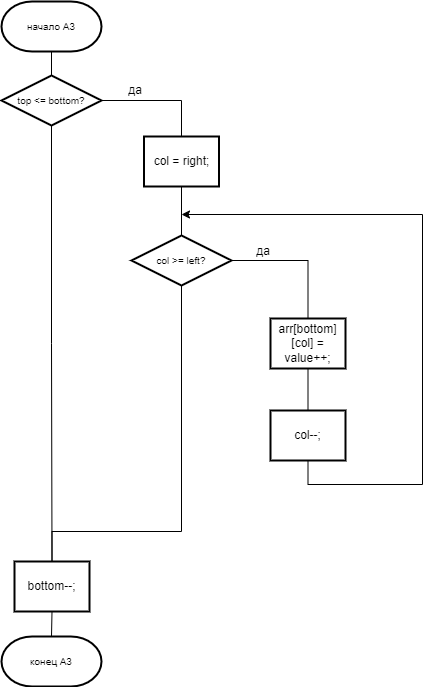 начало А3
top <= bottom?
да
col = right;
col >= left?
да
arr[bottom]
[col] =
value++;
col--;
bottom--;
конец А3